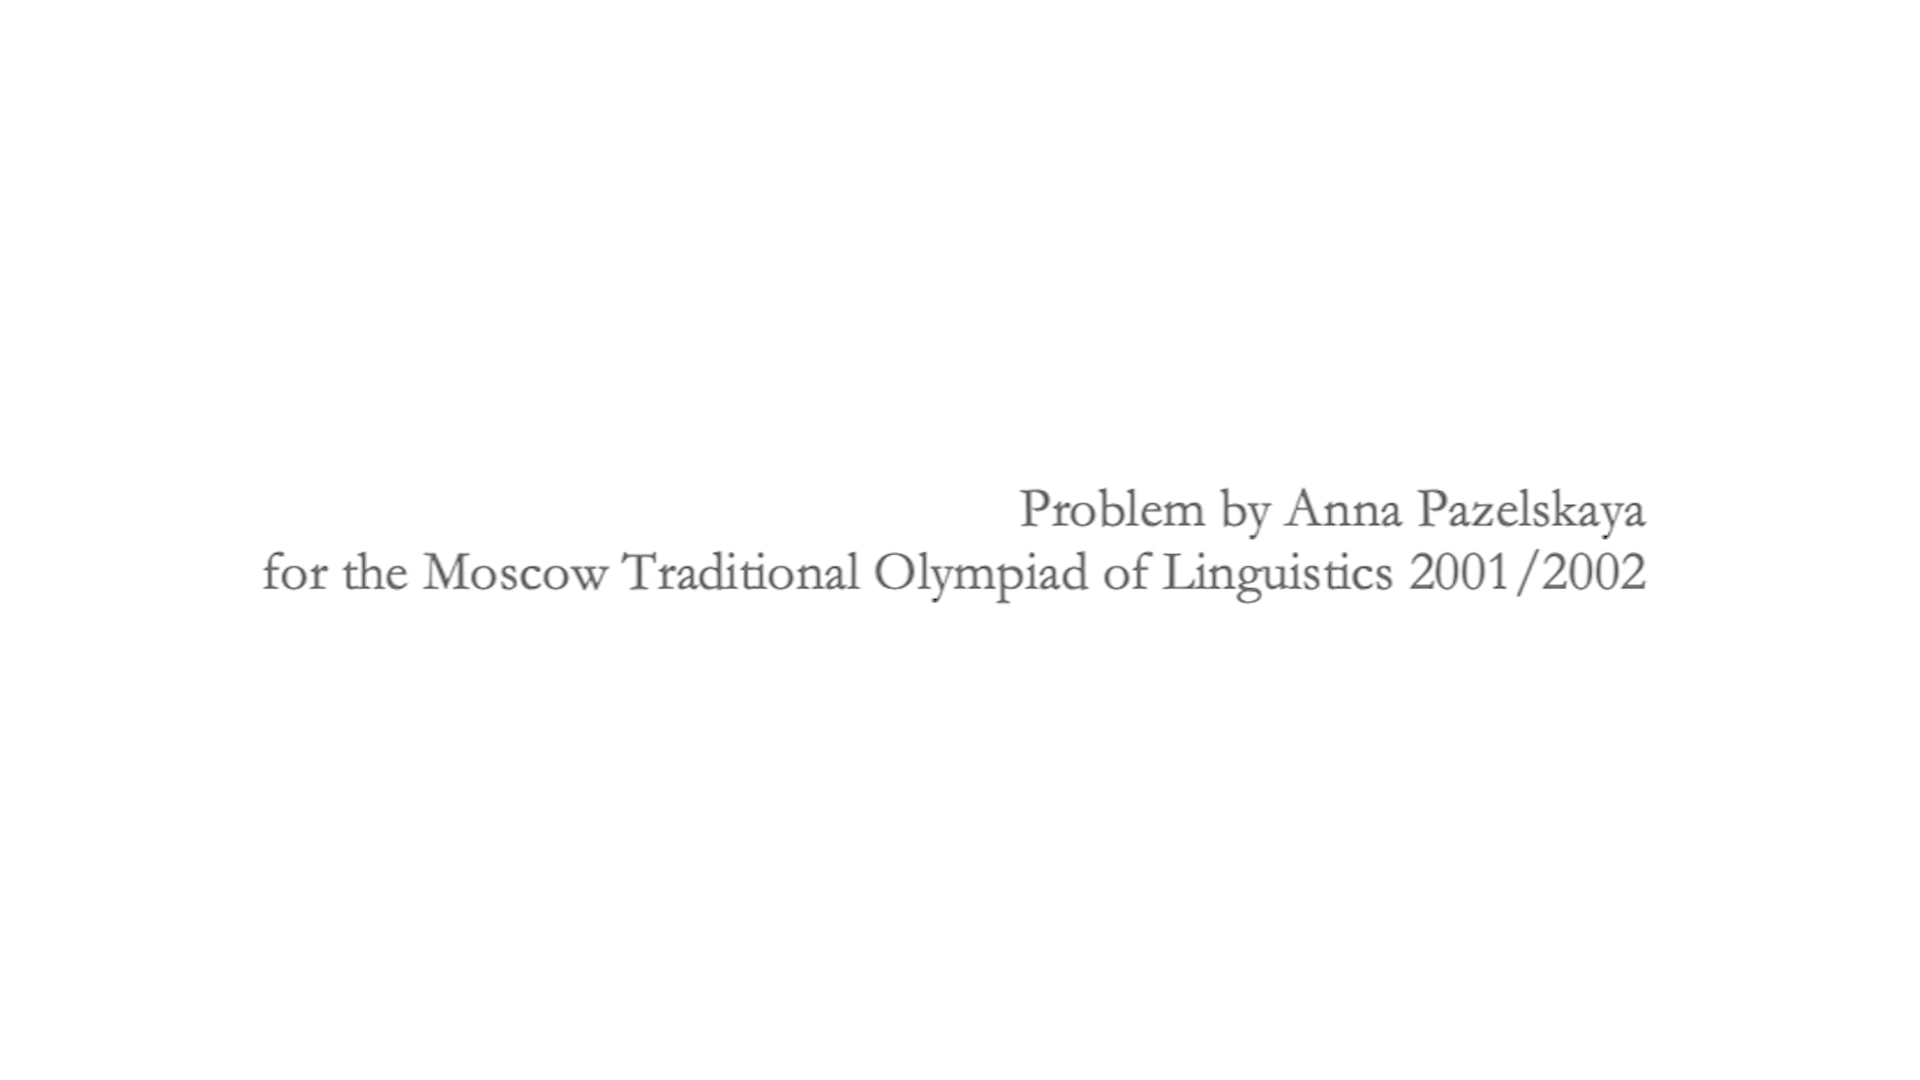 Problem by Anna Pazelskaya
for the Moscow Traditional Olympiad of Linguistics 2001/2002